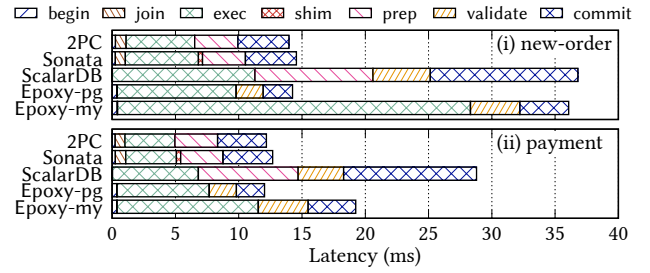 begin join exec shim prep validate commit
(i) new-order
2PC
Sonata
ScalarDB
Epoxy-pg
Epoxy-my
(ii) payment
2PC
Sonata
ScalarDB
Epoxy-pg
Epoxy-my
0 5 10 15 20 25 30 35 40
Latency (ms)